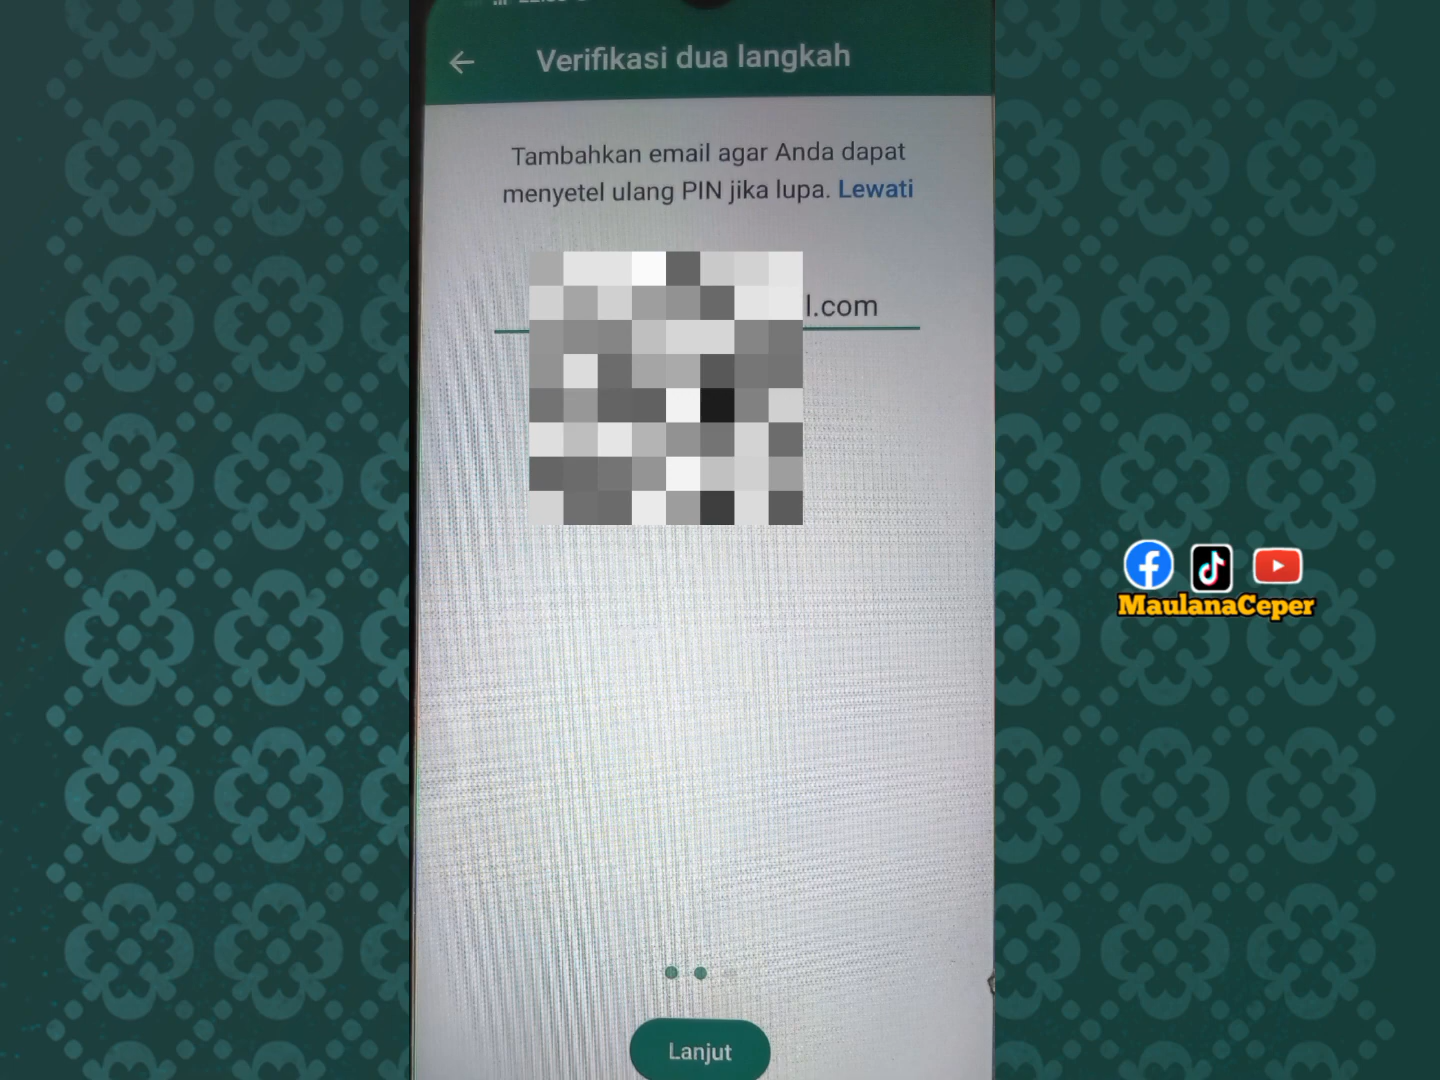 Verifikasi dua langkah
Tambahkan email agar Anda dapat
menyetel ulang PIN jika lupa. Lewati
l.com
MaulanaCeper
Lanjut